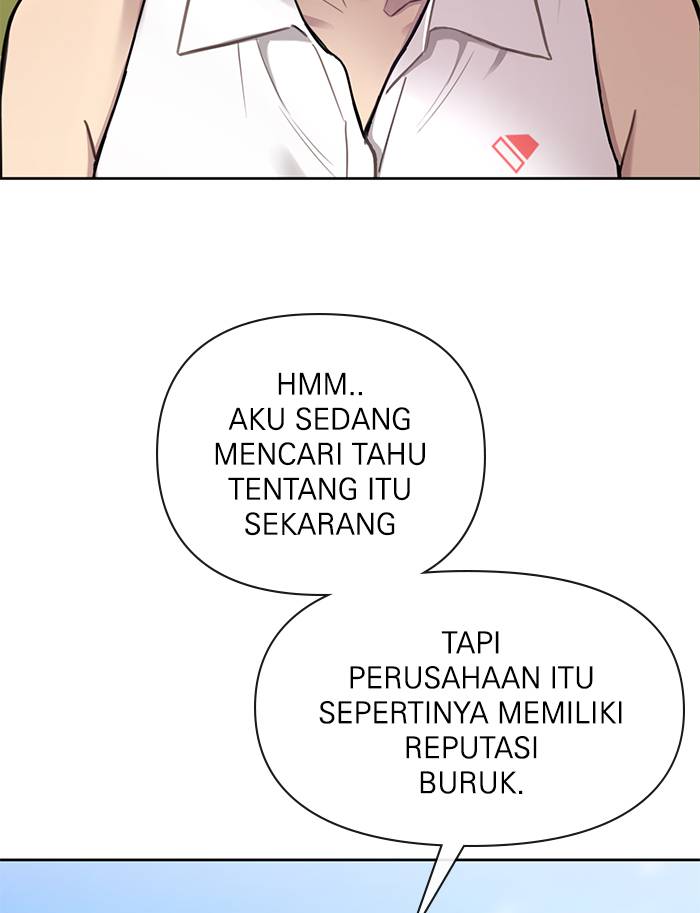 HMM..
AKU SEDANG
MENCARI TAHU
TENTANG ITU
SEKARANG
TAPI
PERUSAHAAN ITU
SEPERTINYA MEMILIKI
REPUTASI
BURUK.